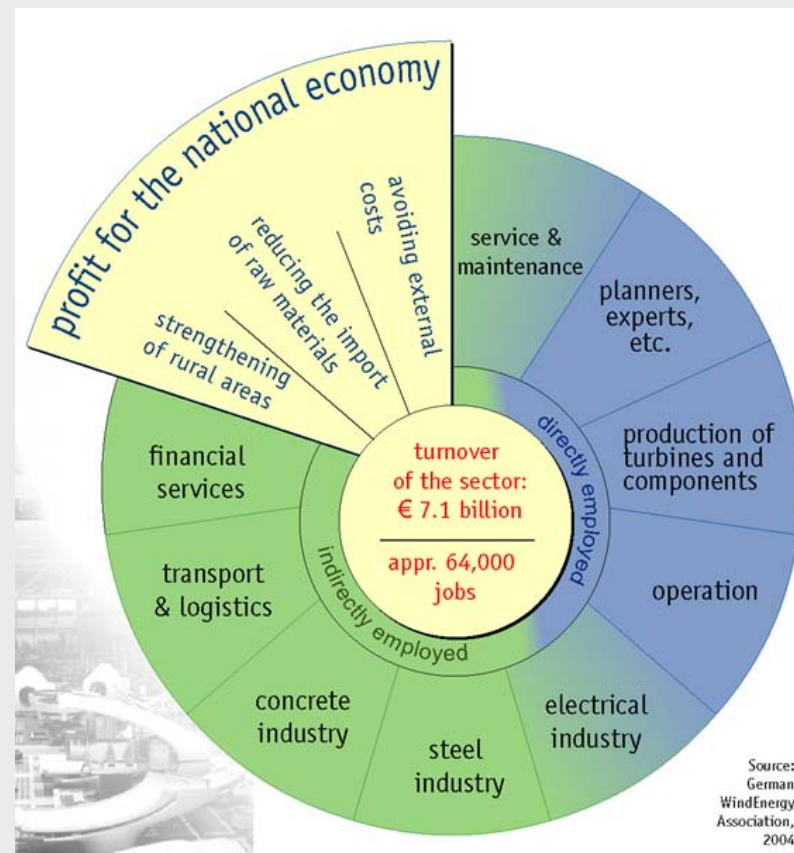 profit for the national economy
strengthening
of rural areas
reducing the import
of raw materials
avoiding external
costs
service &
maintenance
planners,
experts,
etc.
production of
turbines and
components
operation
electrical
industry
steel
industry
concrete
industry
transport
& logistics
financial
services
directly employed
indirectly employed
turnover
of the sector:
€ 7.1 billion
appr. 64,000
jobs
Source:
German
WindEnergy
Association,
2004